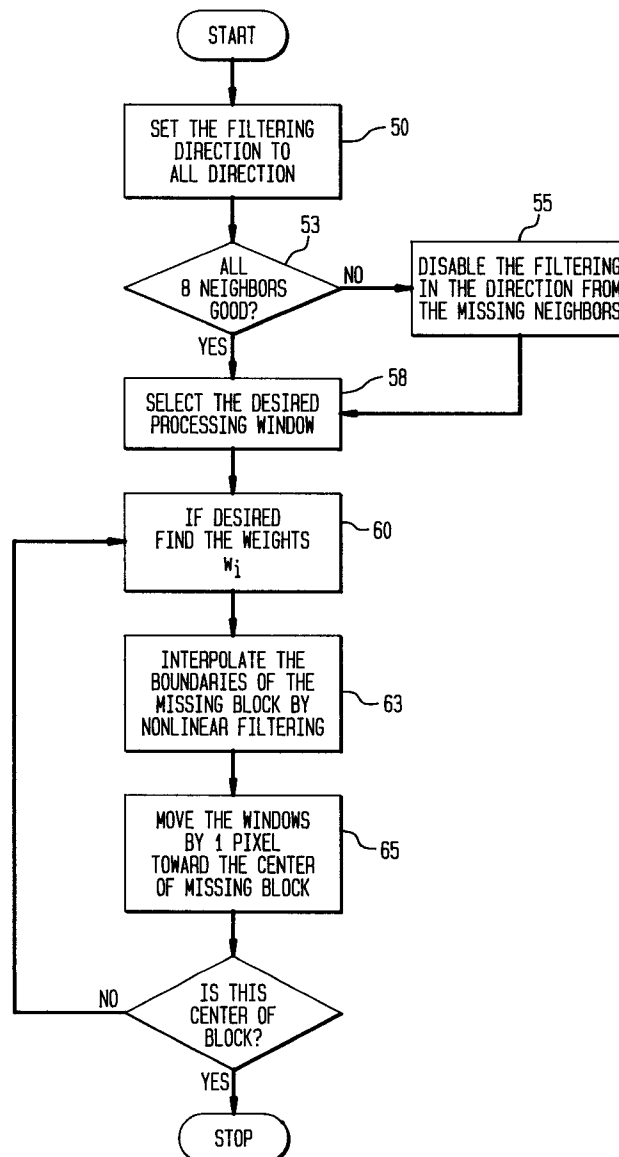 START
SET THE FILTERING
DIRECTION TO
ALL DIRECTION
50
53
ALL
8 NEIGHBORS
GOOD?
NO
YES
55
DISABLE THE FILTERING
IN THE DIRECTION FROM
THE MISSING NEIGHBORS
58
SELECT THE DESIRED
PROCESSING WINDOW
IF DESIRED
FIND THE WEIGHTS
Wi
60
INTERPOLATE THE
BOUNDARIES OF THE
MISSING BLOCK BY
NONLINEAR FILTERING
63
MOVE THE WINDOWS
BY 1 PIXEL
TOWARD THE CENTER
OF MISSING BLOCK
65
NO
IS THIS
CENTER OF
BLOCK?
YES
STOP